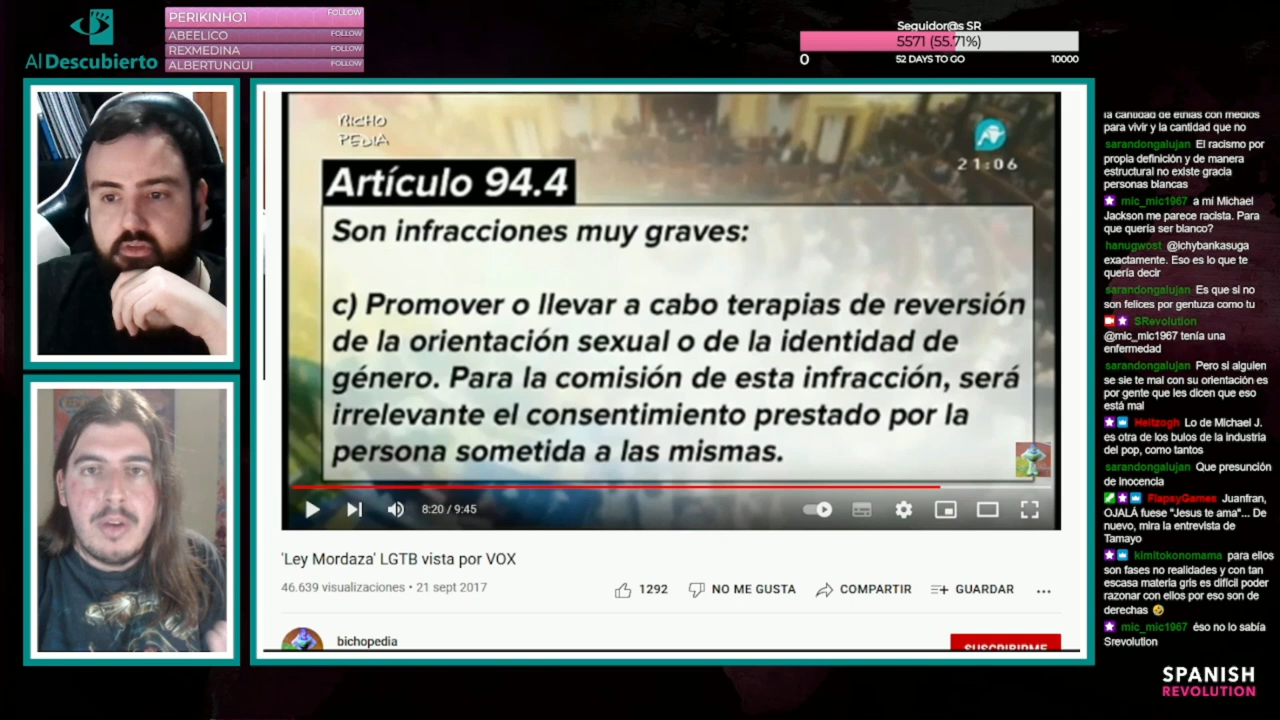 Al Descubierto
PERIKINHO1 FOLLOW
ABEELICO FOLLOW
REXMEDINA FOLLOW
ALBERTUNGUI FOLLOW
Seguidor@s SR
5571 (55.71%)
0 52 DAYS TO GO 10000
BICHO
PEDIA
21:06
Artículo 94.4
Son infracciones muy graves:
c) Promover o llevar a cabo terapias de reversión
de la orientación sexual o de la identidad de
género. Para la comisión de esta infracción, será
irrelevante el consentimiento prestado por la
persona sometida a las mismas.
8:20 / 9:45
'Ley Mordaza' LGTB vista por VOX
46.639 visualizaciones • 21 sept 2017
1292 NO ME GUSTA COMPARTIR GUARDAR ...
bichopedia
SUSCRIBIRME
la cantidad de etnias con medios
para vivir y la cantidad que no
sarandongalujan El racismo por
propia definición y de manera
estructural no existe gracia
personas blancas
mic_mic1967 a mí Michael
Jackson me parece racista. Para
que quería ser blanco?
hanugwost @Ichybankasuga
exactamente. Eso es lo que te
quería decir
sarandongalujan Es que si no
son felices por gentuza como tu
SRevolution
@mic_mic1967 tenía una
enfermedad
sarandongalujan Pero si alguien
se sie te mal con su orientación es
por gente que les dicen que eso
está mal
Heitzogh Lo de Michael J.
es otra de los bulos de la industria
del pop, como tantos
sarandongalujan Que presunción
de inocencia
FlapsyGames Juanfran,
OJALÁ fuese "Jesus te ama"... De
nuevo, mira la entrevista de
Tamayo
kimitokonomama para ellos
son fases no realidades y con tan
escasa materia gris es difícil poder
razonar con ellos por eso son de
derechas
mic_mic1967 éso no lo sabía
Srevolution
SPANISH
REVOLUTION